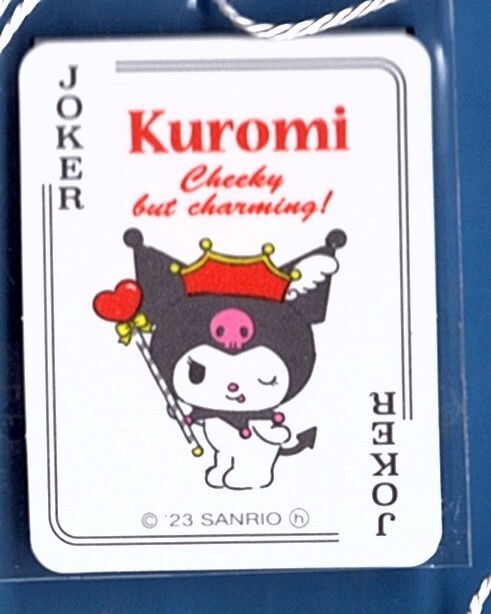 JOKER
Kuromi
Cheeky
but charming!
© '23 SANRIO ⓗ
JOKER